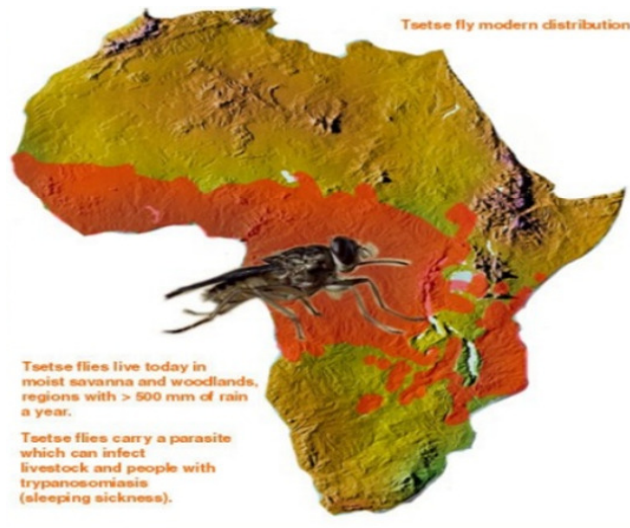 Tsetse fly modern distribution
Tsetse flies live today in
moist savanna and woodlands,
regions with > 500 mm of rain
a year.
Tsetse flies carry a parasite
which can infect
livestock and people with
trypanosomiasis
(sleeping sickness).